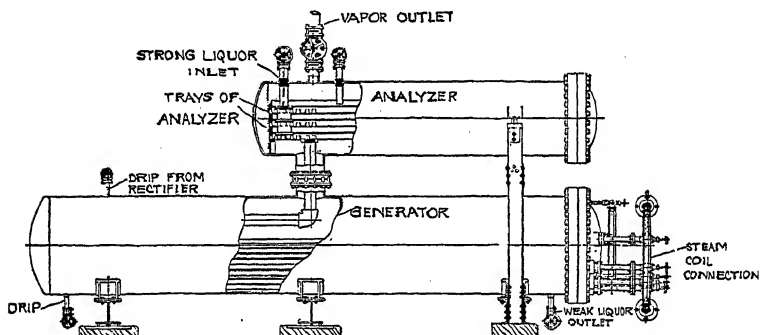 VAPOR OUTLET
STRONG LIQUOR
INLET
TRAYS OF
ANALYZER
ANALYZER
DRIP FROM
RECTIFIER
GENERATOR
STEAM
COIL
CONNECTION
DRIP
WEAK LIQUOR
OUTLET